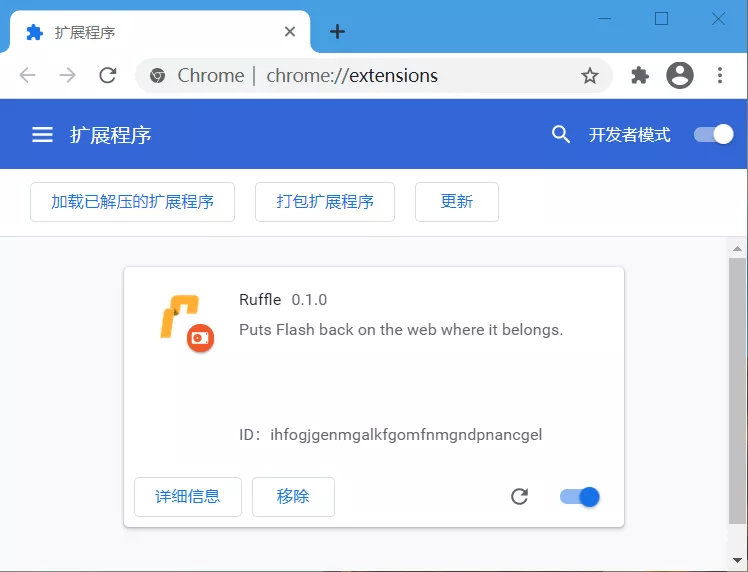 扩展程序
Chrome | chrome://extensions
扩展程序 开发者模式
加载已解压的扩展程序 打包扩展程序 更新
Ruffle 0.1.0
Puts Flash back on the web where it belongs.
ID：ihfogjgenmgalkfgomfnmgndpnancgel
详细信息 移除